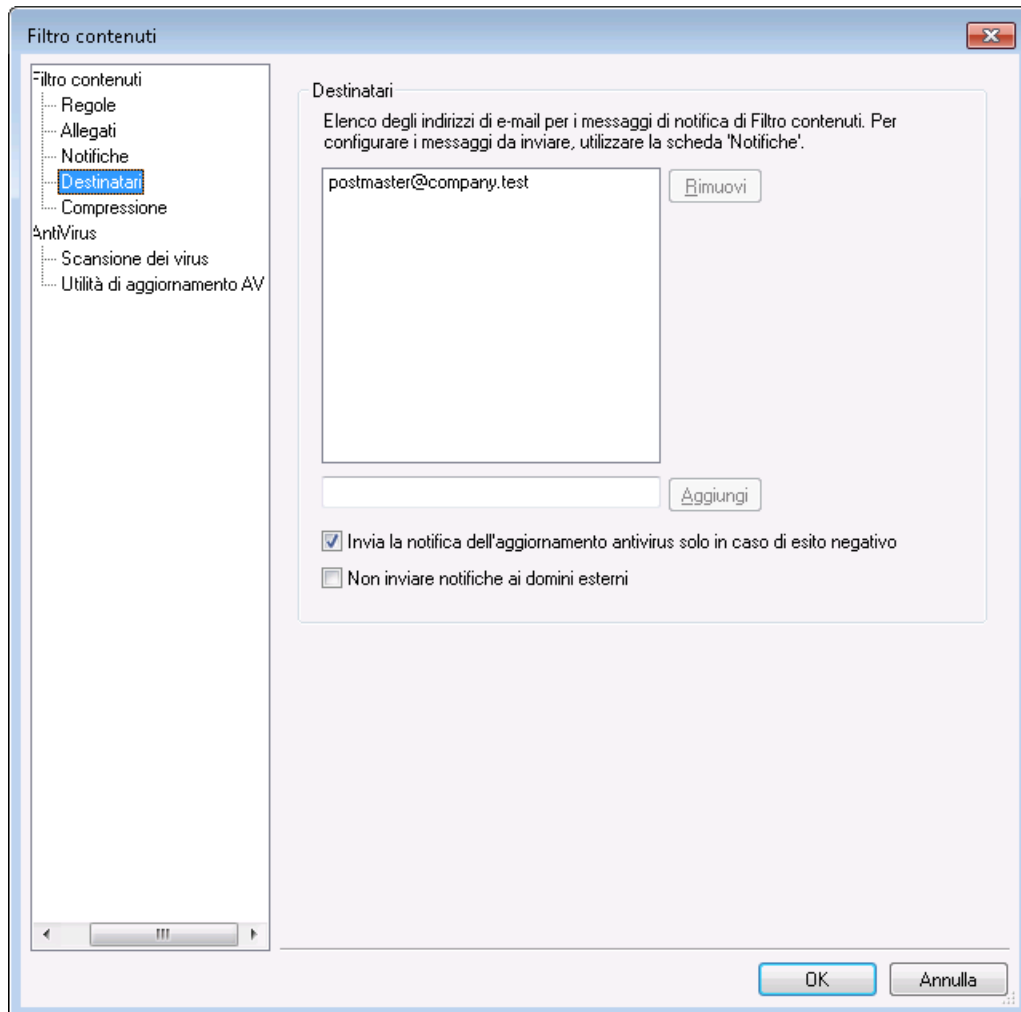 Filtro contenuti
Filtro contenuti
Regole
Allegati
Notifiche
Destinatari
Compressione
AntiVirus
Scansione dei virus
Utilità di aggiornamento AV
Destinatari
Elenco degli indirizzi di e-mail per i messaggi di notifica di Filtro contenuti. Per
configurare i messaggi da inviare, utilizzare la scheda 'Notifiche'.
postmaster@company.test
Rimuovi
Aggiungi
Invia la notifica dell'aggiornamento antivirus solo in caso di esito negativo
Non inviare notifiche ai domini esterni
OK
Annulla